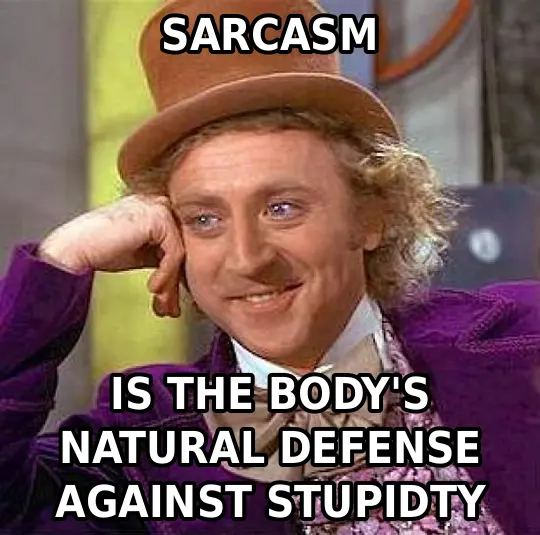 SARCASM
IS THE BODY'S
NATURAL DEFENSE
AGAINST STUPIDTY